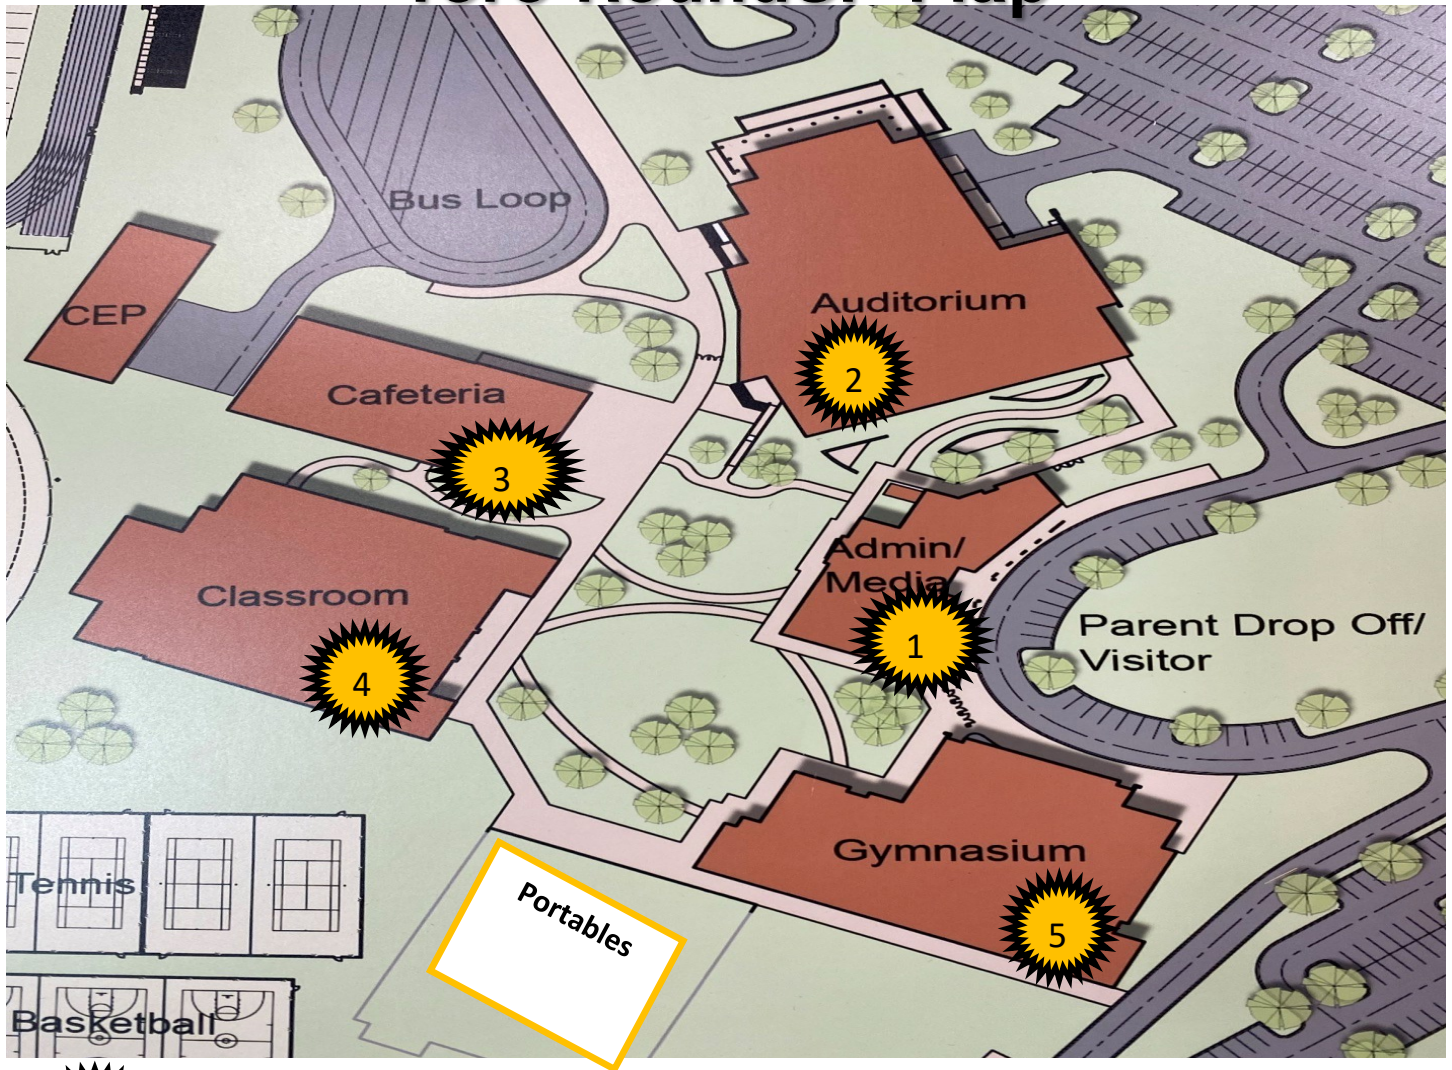 Map
Bus Loop
CEP
Auditorium
2
Cafeteria
3
Admin/
Media
1
Classroom
4
Parent Drop Off/
Visitor
Gymnasium
5
Tennis
Portables
Basketball